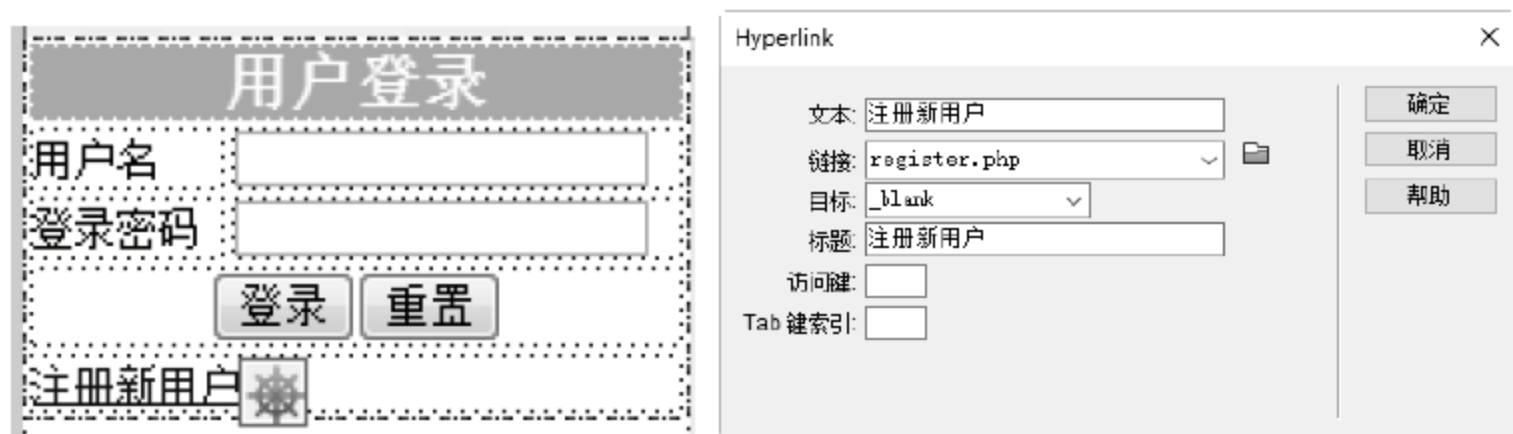 用户登录
用户名
登录密码
登录 重置
注册新用户
Hyperlink
文本: 注册新用户
链接: register.php
目标: _blank
标题: 注册新用户
访问键:
Tab 键索引:
确定
取消
帮助